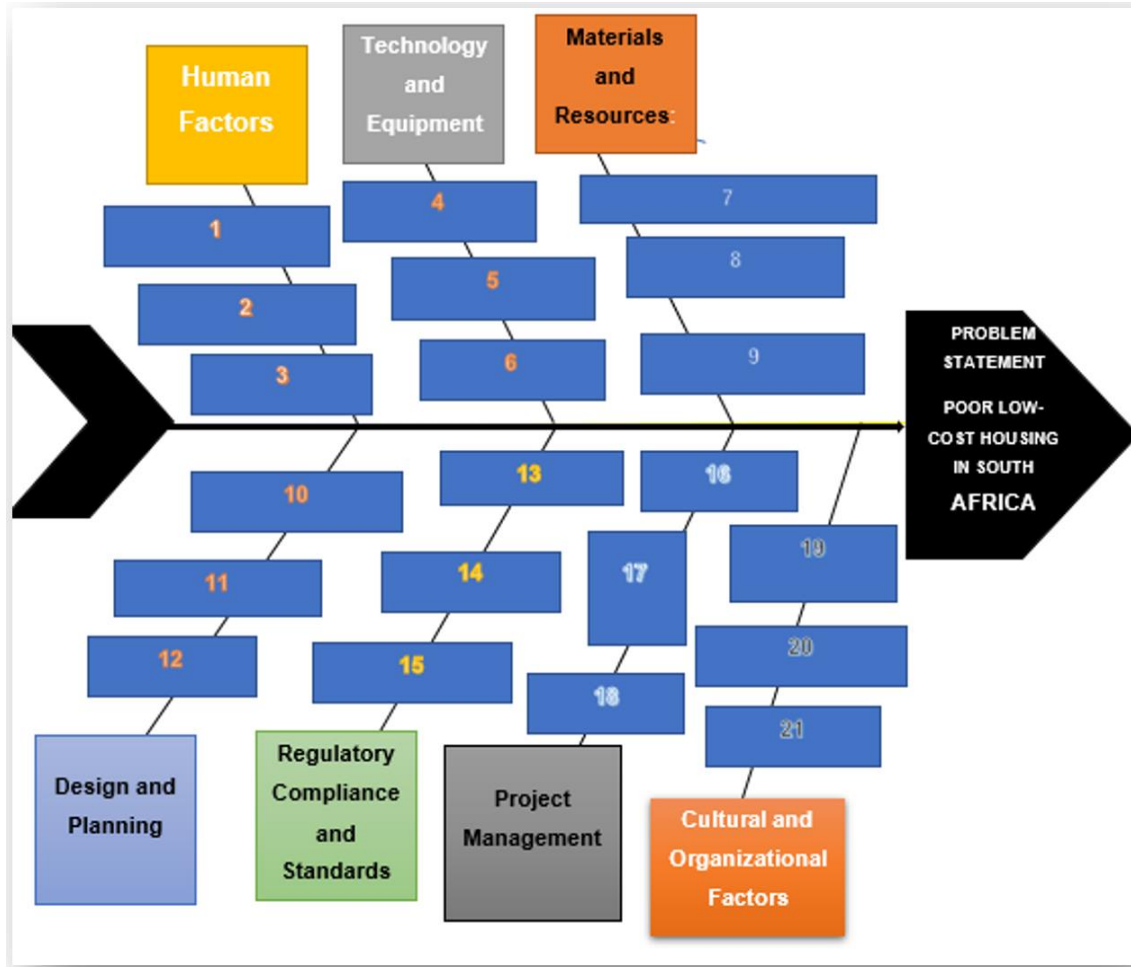 Human
Factors
Technology
and
Equipment
Materials
and
Resources:
1
2
3
4
5
6
7
8
9
PROBLEM
STATEMENT
POOR LOW-
COST HOUSING
IN SOUTH
AFRICA
10
11
12
13
14
15
16
17
18
19
20
21
Design and
Planning
Regulatory
Compliance
and
Standards
Project
Management
Cultural and
Organizational
Factors